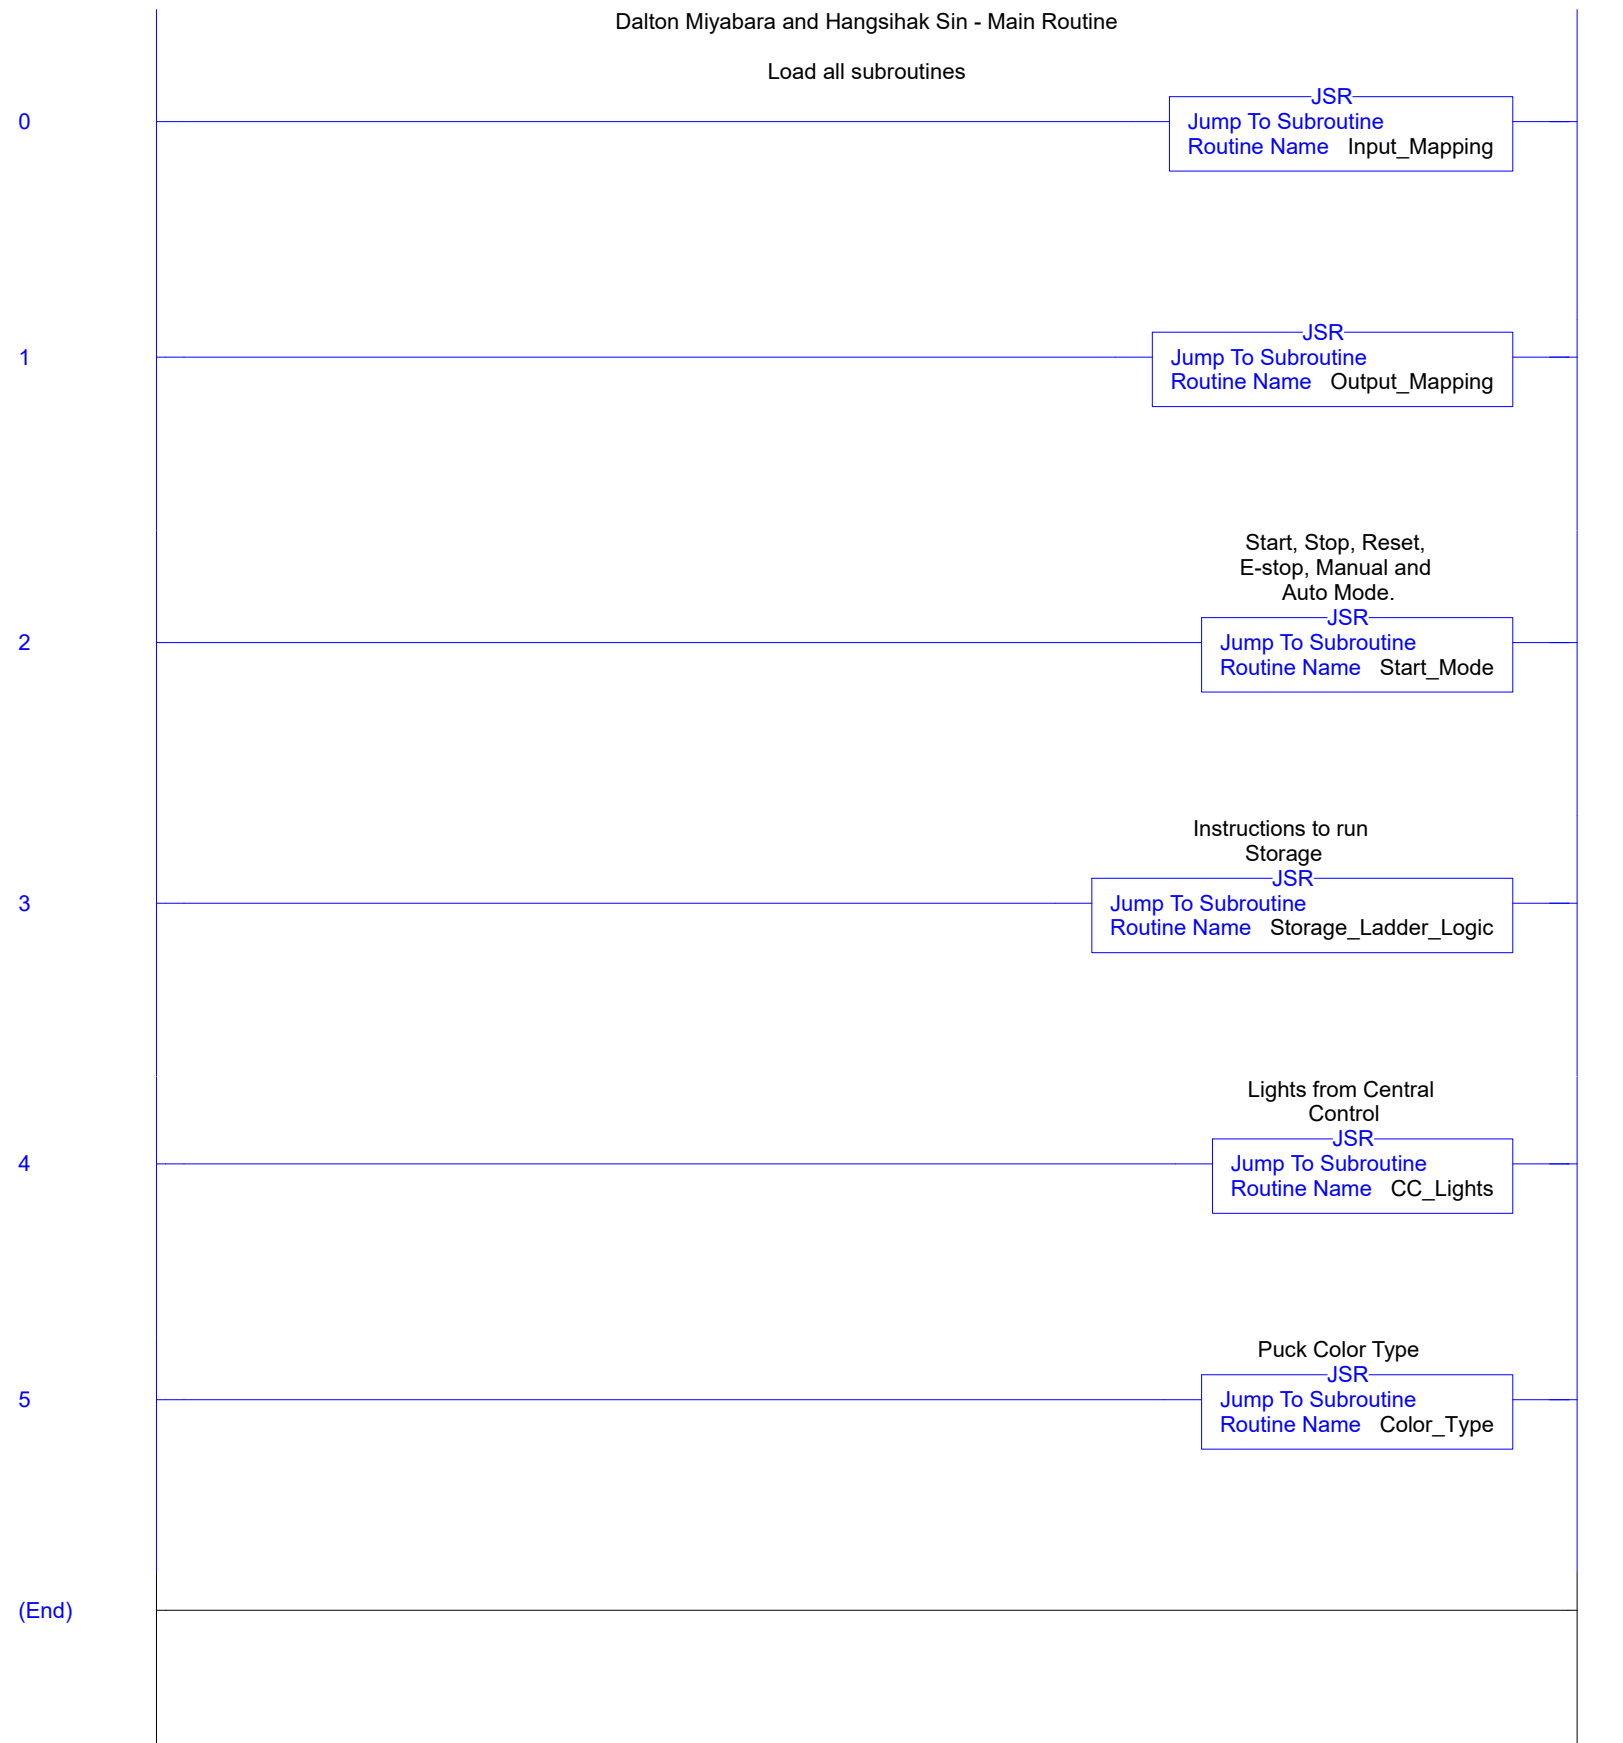 Dalton Miyabara and Hangsihak Sin - Main Routine
Load all subroutines
JSR
0
Jump To Subroutine
Routine Name Input_Mapping
JSR
1
Jump To Subroutine
Routine Name Output_Mapping
Start, Stop, Reset,
E-stop, Manual and
Auto Mode.
JSR
2
Jump To Subroutine
Routine Name Start_Mode
Instructions to run
Storage
JSR
3
Jump To Subroutine
Routine Name Storage_Ladder_Logic
Lights from Central
Control
JSR
4
Jump To Subroutine
Routine Name CC_Lights
Puck Color Type
JSR
5
Jump To Subroutine
Routine Name Color_Type
(End)